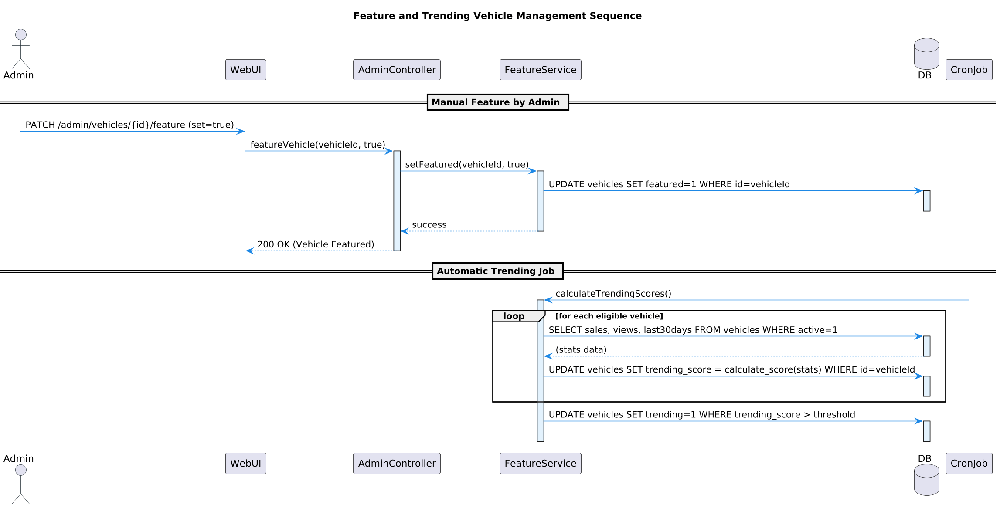 Feature and Trending Vehicle Management Sequence
Admin
WebUI
AdminController
FeatureService
DB
CronJob
Manual Feature by Admin
PATCH /admin/vehicles/{id}/feature (set=true)
featureVehicle(vehicleId, true)
setFeatured(vehicleId, true)
UPDATE vehicles SET featured=1 WHERE id=vehicleId
success
200 OK (Vehicle Featured)
Automatic Trending Job
calculateTrendingScores()
loop [for each eligible vehicle]
SELECT sales, views, last30days FROM vehicles WHERE active=1
(stats data)
UPDATE vehicles SET trending_score = calculate_score(stats) WHERE id=vehicleId
UPDATE vehicles SET trending=1 WHERE trending_score > threshold
Admin
WebUI
AdminController
FeatureService
DB
CronJob